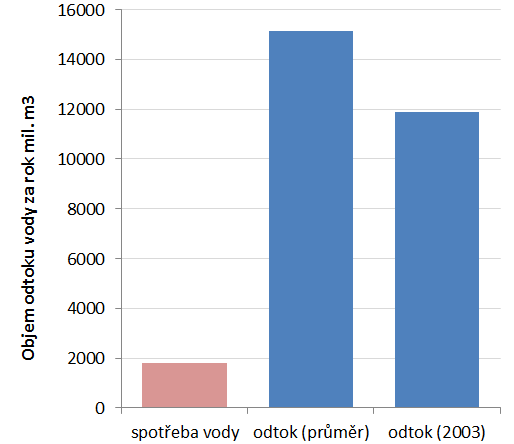 Objem odtoku vody za rok mil. m3
16000
14000
12000
10000
8000
6000
4000
2000
0
spotřeba vody
odtok (průměr)
odtok (2003)